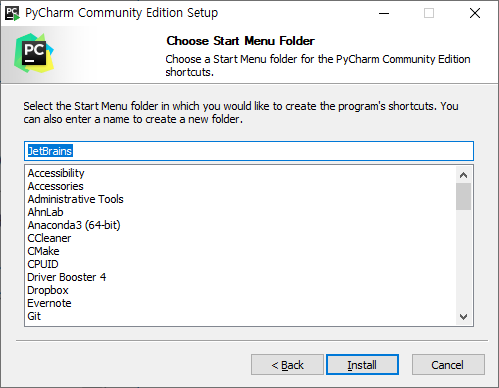 PyCharm Community Edition Setup
PC
Choose Start Menu Folder
Choose a Start Menu folder for the PyCharm Community Edition
shortcuts.
Select the Start Menu folder in which you would like to create the program's shortcuts. You
can also enter a name to create a new folder.
JetBrains
Accessibility
Accessories
Administrative Tools
AhnLab
Anaconda3 (64-bit)
CCleaner
CMake
CPUID
Driver Booster 4
Dropbox
Evernote
Git
< Back
Install
Cancel